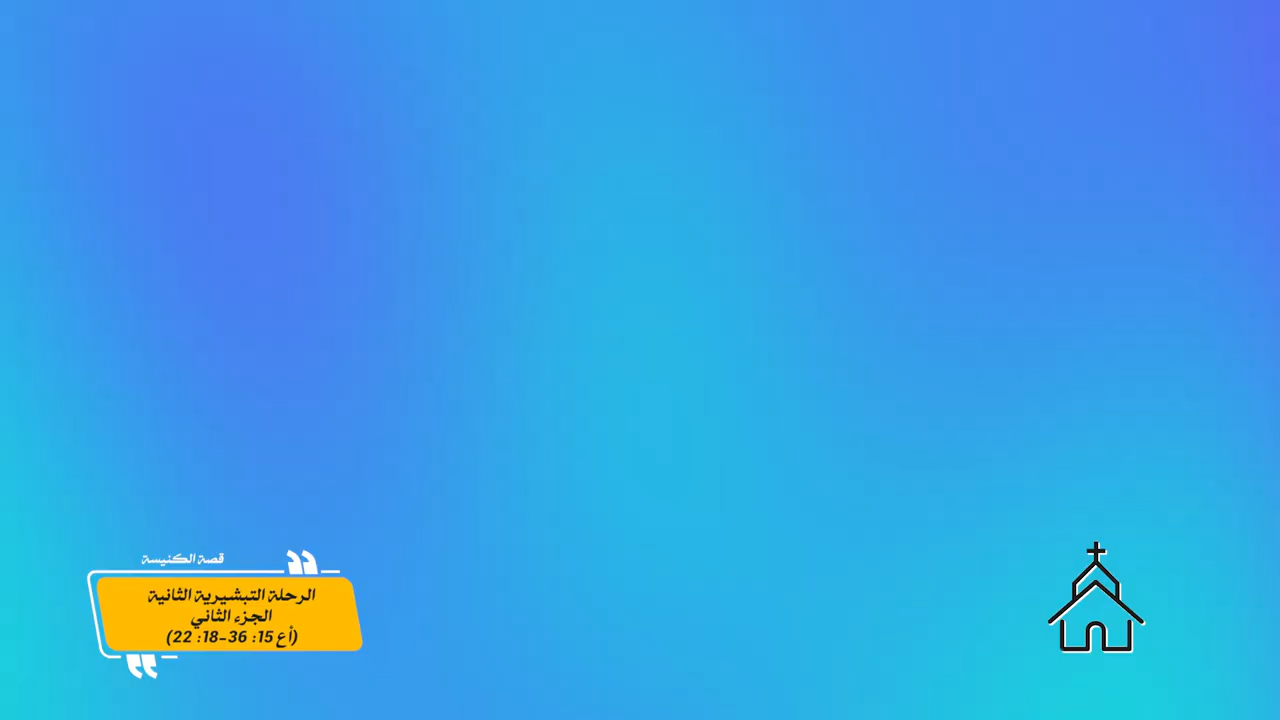 قصة الكنيسة
الرحلة التبشيرية الثانية
الجزء الثاني
(أع 15: 36-18: 22)